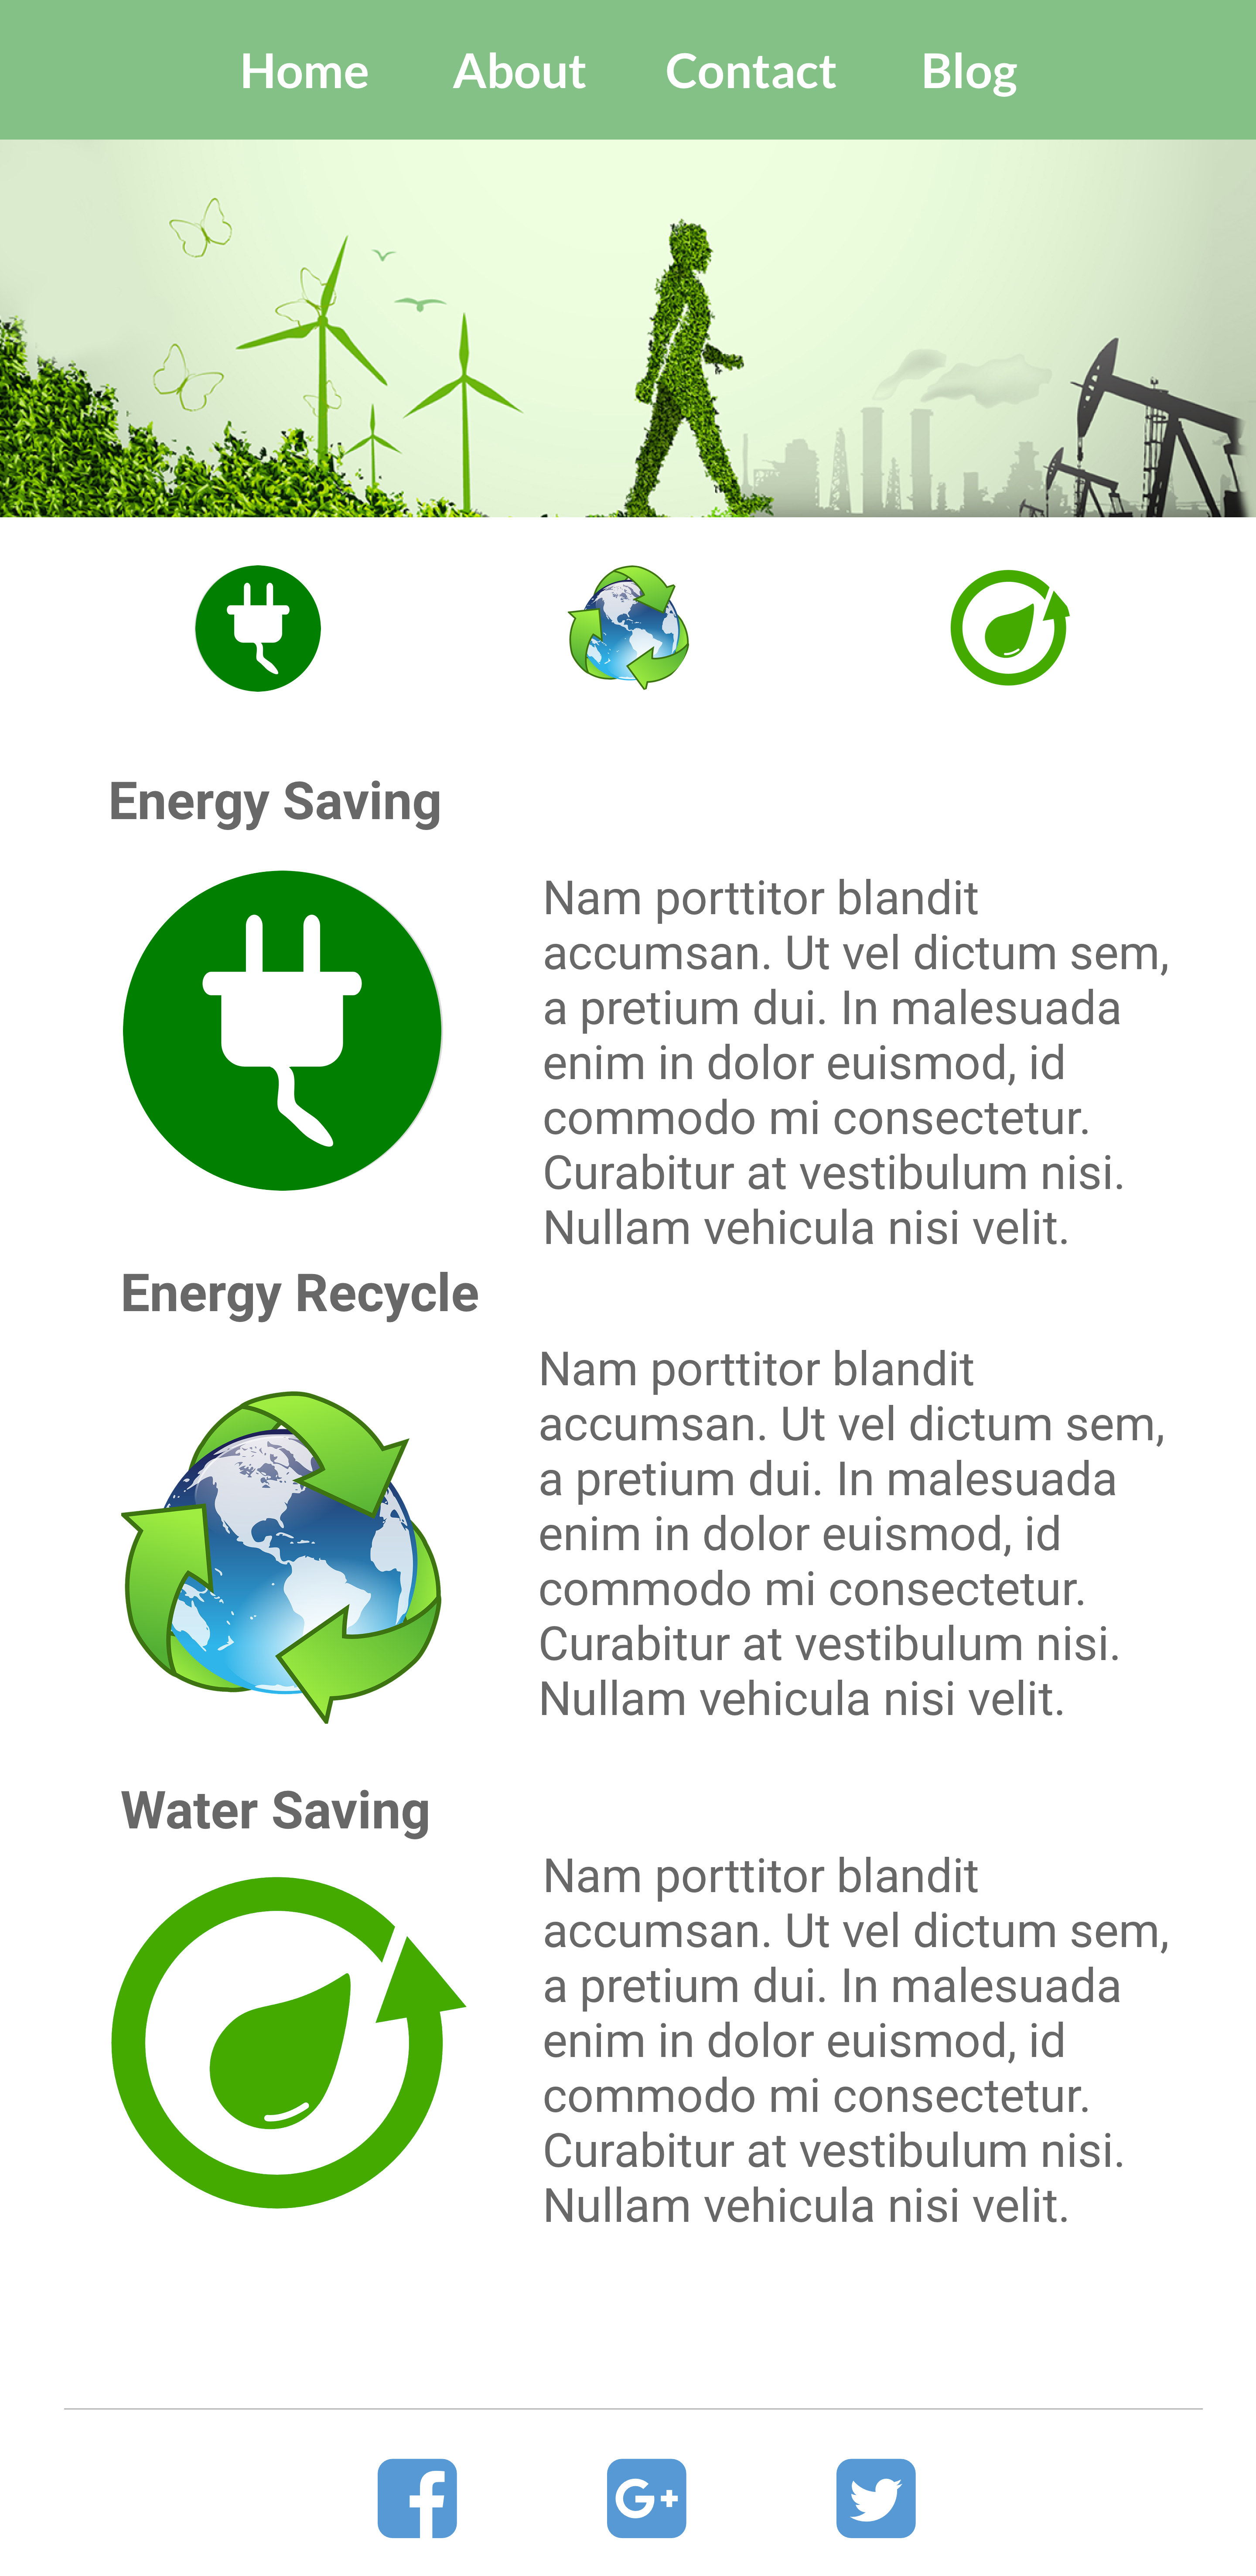 Home About Contact Blog
Energy Saving
Nam porttitor blandit
accumsan. Ut vel dictum sem,
a pretium dui. In malesuada
enim in dolor euismod, id
commodo mi consectetur.
Curabitur at vestibulum nisi.
Nullam vehicula nisi velit.
Energy Recycle
Nam porttitor blandit
accumsan. Ut vel dictum sem,
a pretium dui. In malesuada
enim in dolor euismod, id
commodo mi consectetur.
Curabitur at vestibulum nisi.
Nullam vehicula nisi velit.
Water Saving
Nam porttitor blandit
accumsan. Ut vel dictum sem,
a pretium dui. In malesuada
enim in dolor euismod, id
commodo mi consectetur.
Curabitur at vestibulum nisi.
Nullam vehicula nisi velit.
f G+